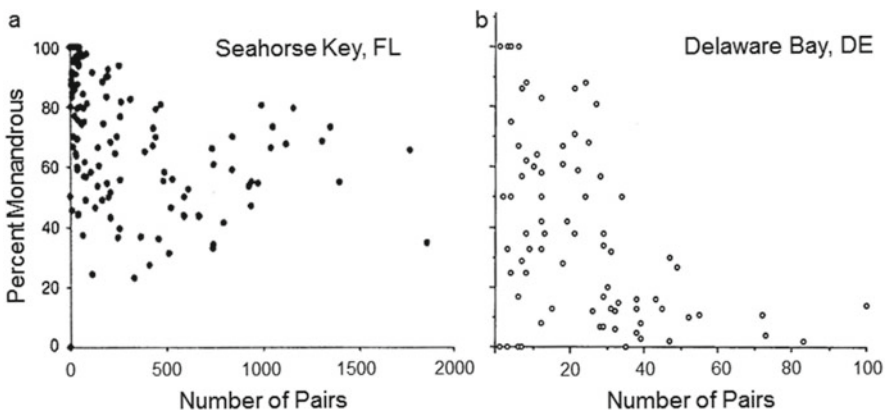 a
Seahorse Key, FL
Percent Monandrous
100
80
60
40
20
0
0 500 1000 1500 2000
Number of Pairs
b
Delaware Bay, DE
20 40 60 80 100
Number of Pairs